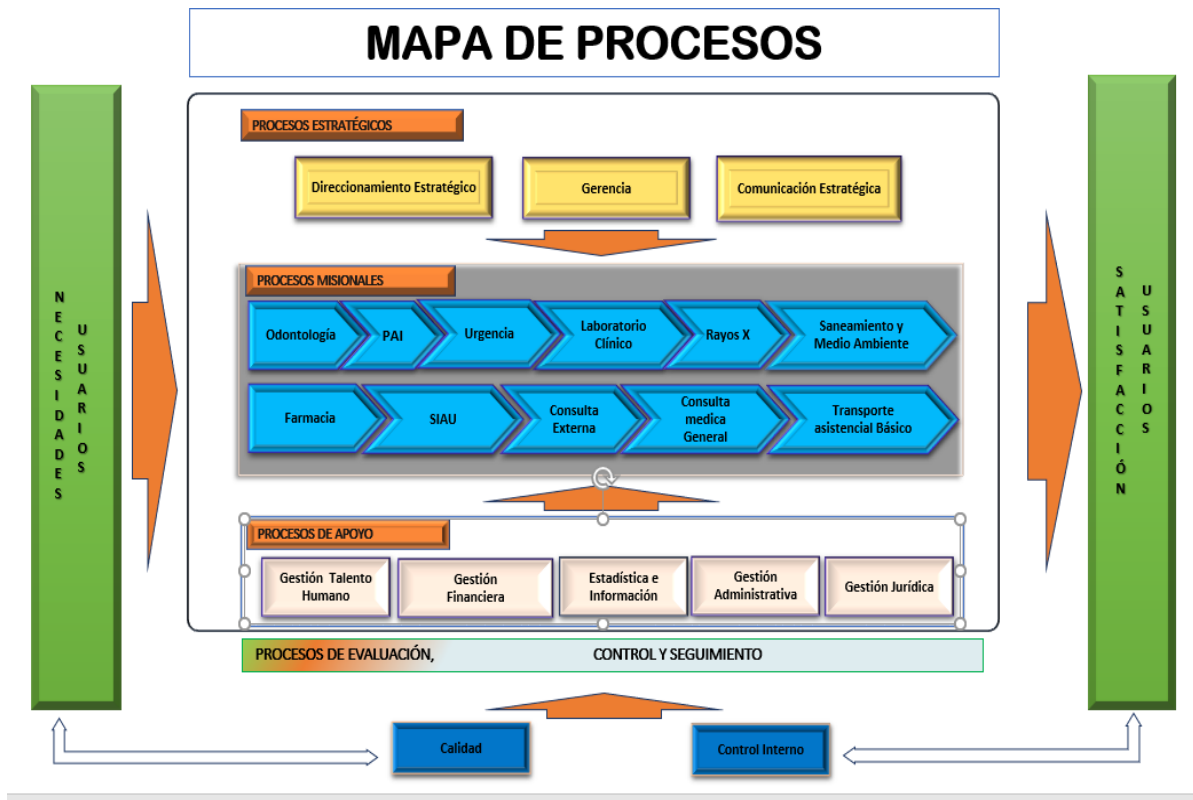 MAPA DE PROCESOS
NECESIDADES
USUARIOS
PROCESOS ESTRATÉGICOS
Direccionamiento Estratégico
Gerencia
Comunicación Estratégica
PROCESOS MISIONALES
Odontología
PAI
Urgencia
Laboratorio
Clínico
Rayos X
Saneamiento y
Medio Ambiente
Farmacia
SIAU
Consulta
Externa
Consulta
medica
General
Transporte
asistencial Básico
PROCESOS DE APOYO
Gestión Talento
Humano
Gestión
Financiera
Estadística e
Información
Gestión
Administrativa
Gestión Jurídica
PROCESOS DE EVALUACIÓN, CONTROL Y SEGUIMIENTO
Calidad
Control Interno
SATISFACCIÓN
USUARIOS